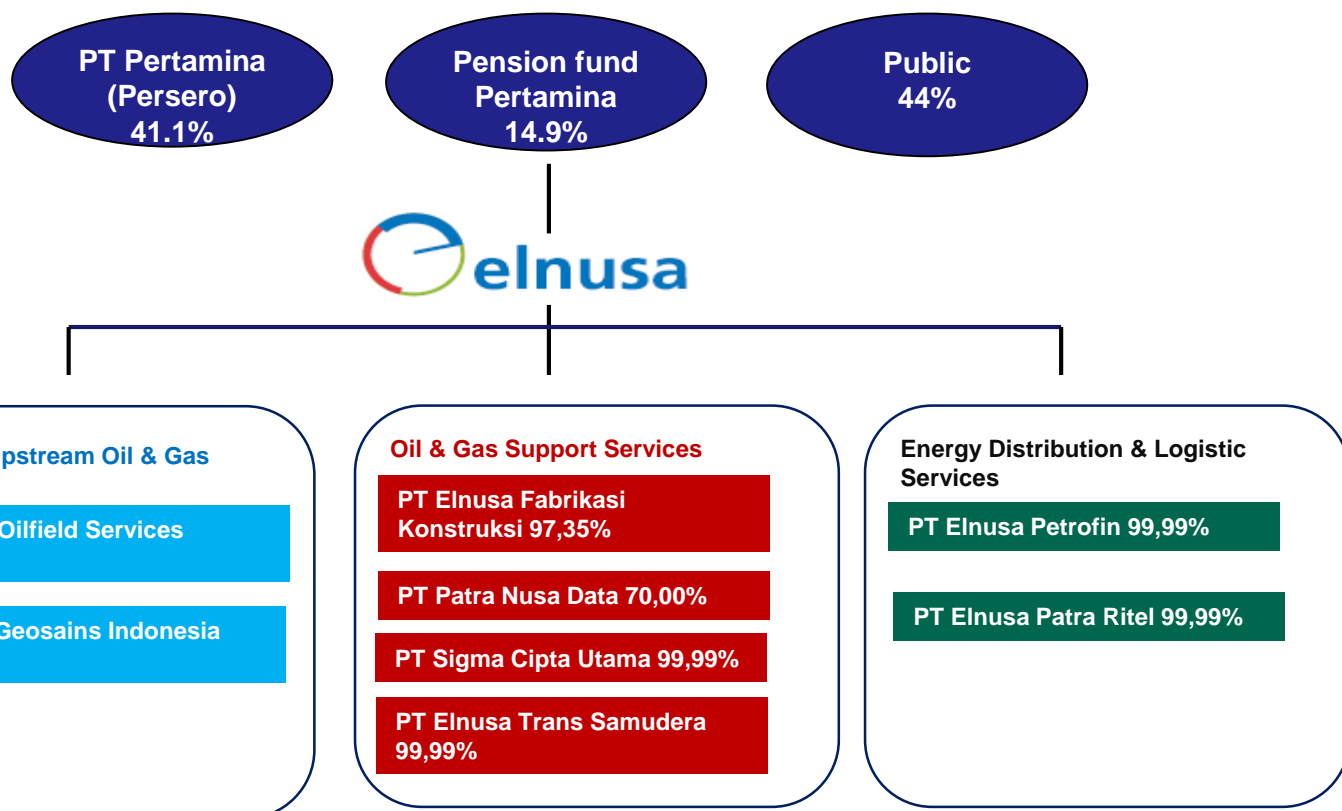 PT Pertamina
(Persero)
41.1%
Pension fund
Pertamina
14.9%
Public
44%
elnusa
pstream Oil & Gas
Oilfield Services
Geosains Indonesia
Oil & Gas Support Services
PT Elnusa Fabrikasi
Konstruksi 97,35%
PT Patra Nusa Data 70,00%
PT Sigma Cipta Utama 99,99%
PT Elnusa Trans Samudera
99,99%
Energy Distribution & Logistic
Services
PT Elnusa Petrofin 99,99%
PT Elnusa Patra Ritel 99,99%